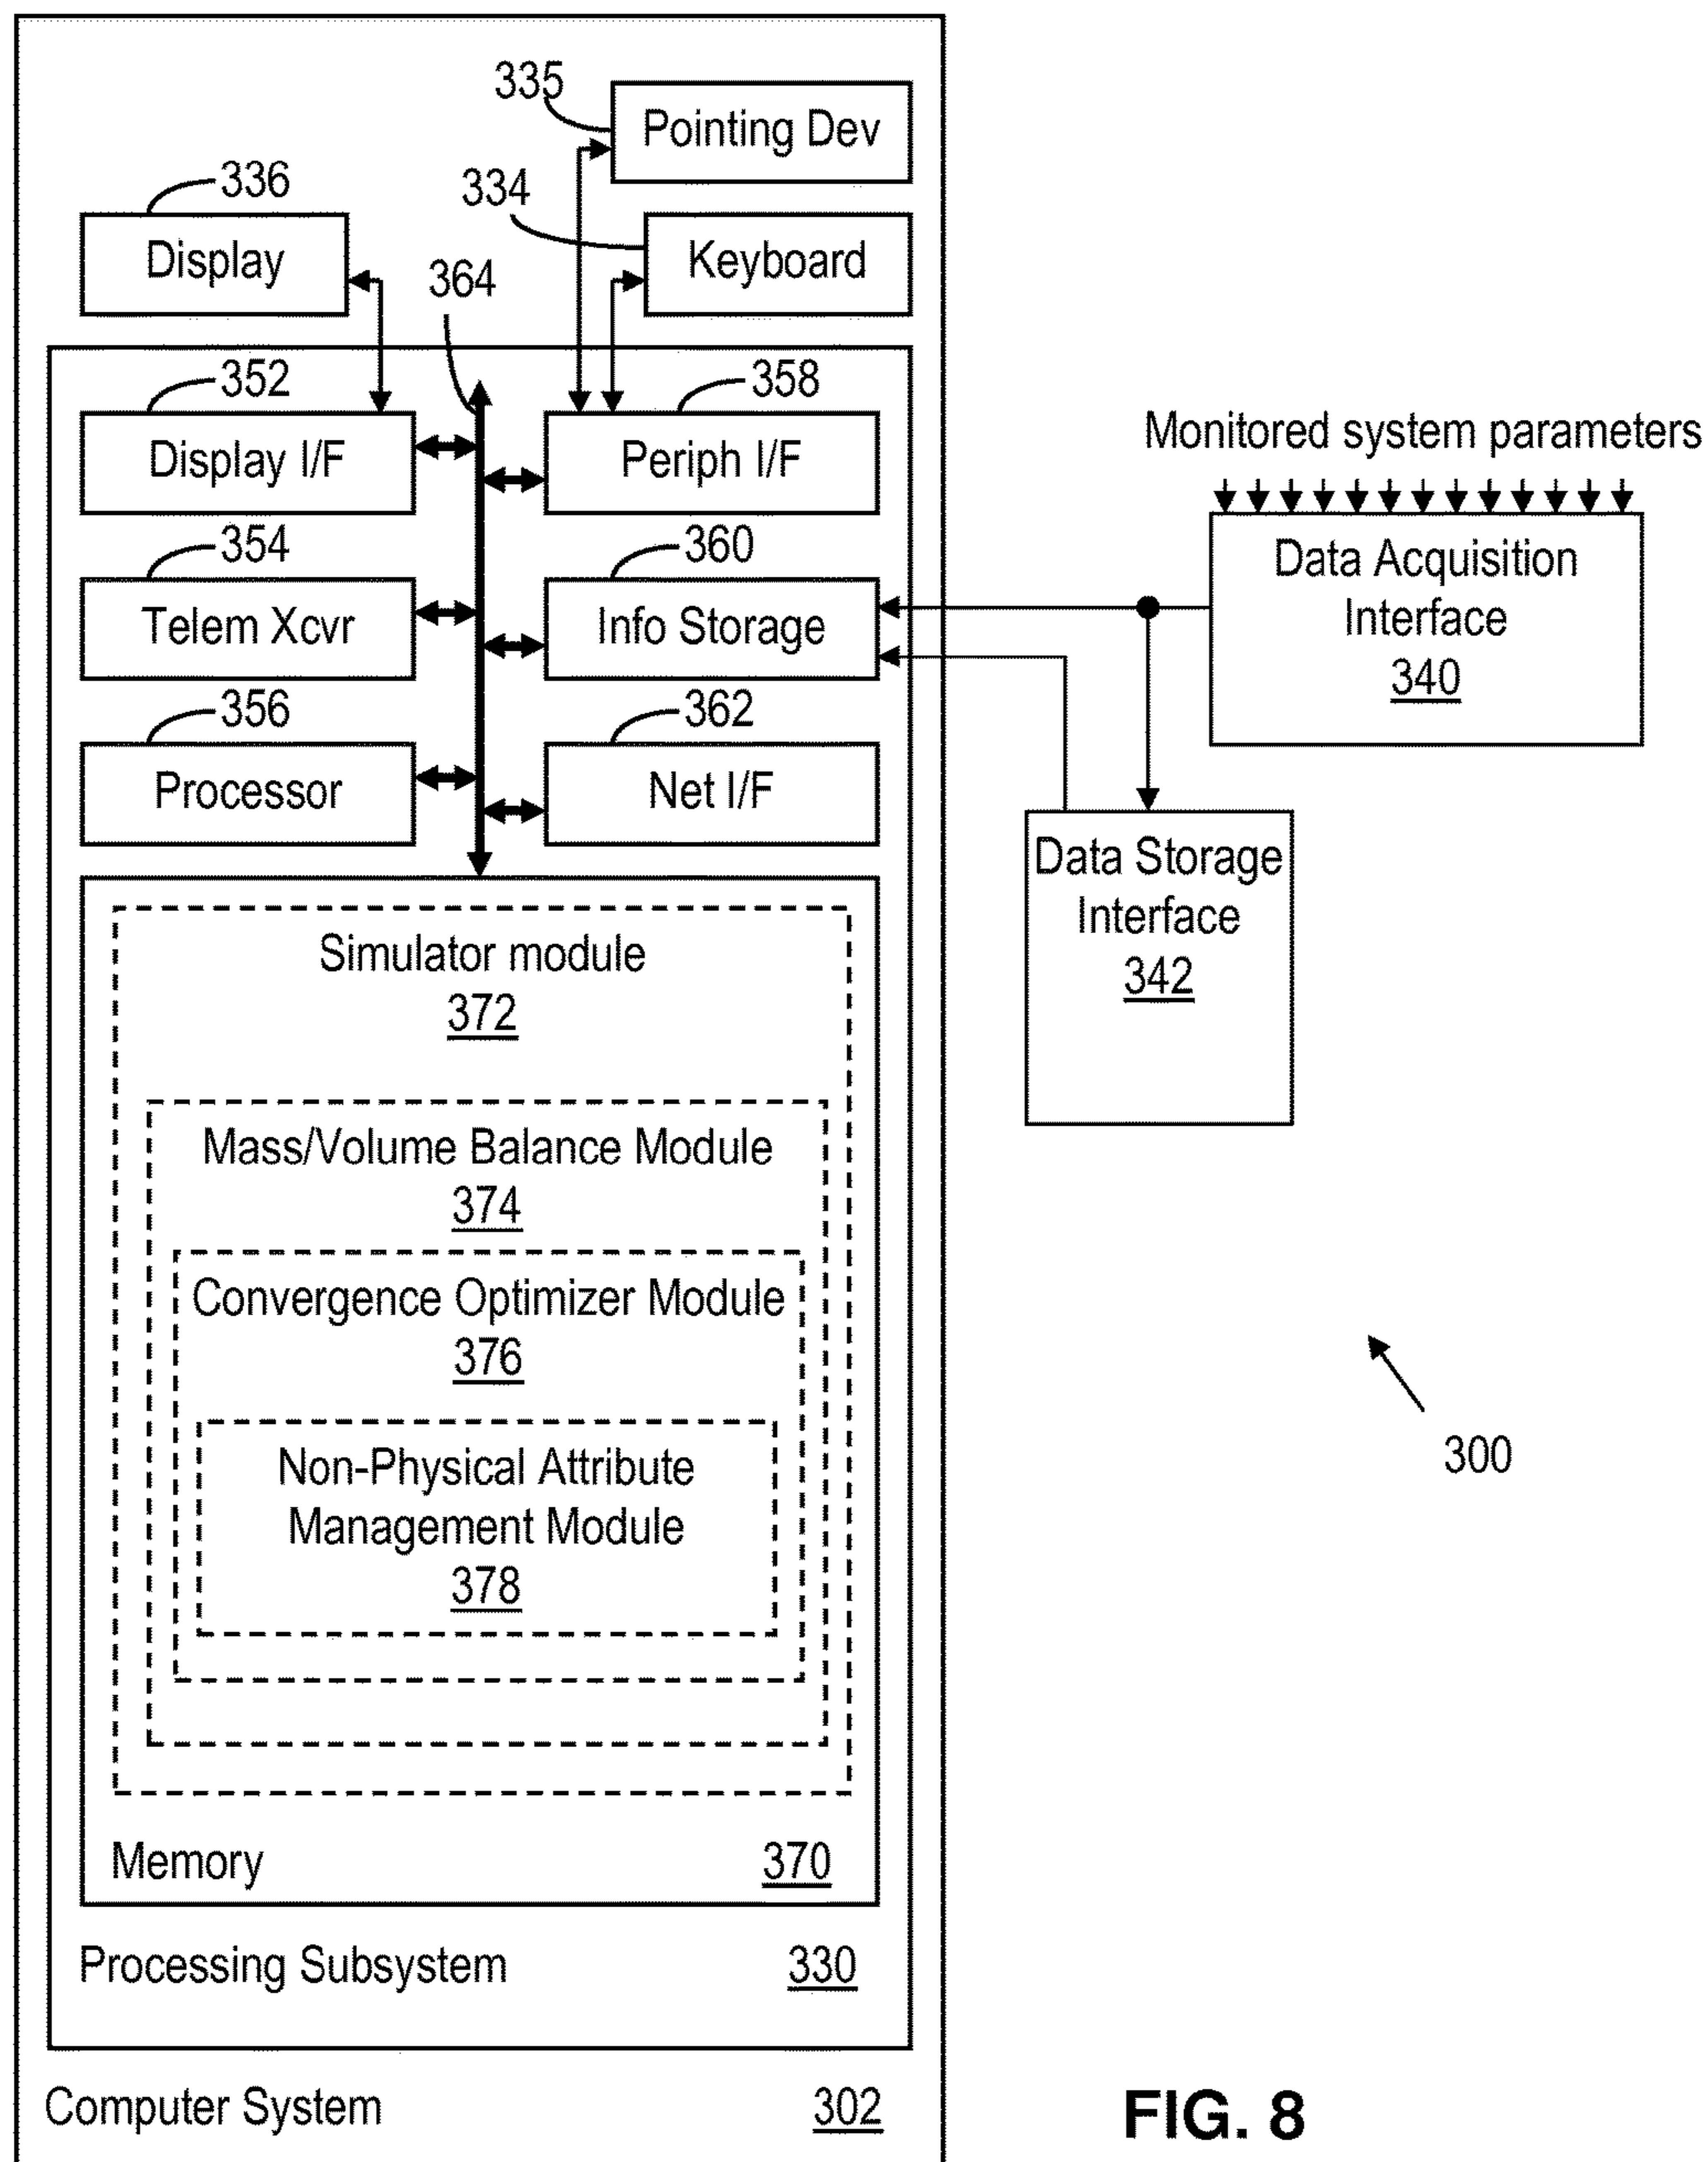 335
Pointing Dev
336
334
Display
Keyboard
364
352
358
Display I/F
Periph I/F
Monitored system parameters
354
360
Data Acquisition
Interface
340
Telem Xcvr
Info Storage
356
362
Processor
Net I/F
Data Storage
Interface
342
Simulator module
372
Mass/Volume Balance Module
374
Convergence Optimizer Module
376
Non-Physical Attribute
Management Module
378
300
Memory 370
Processing Subsystem 330
Computer System 302
FIG. 8